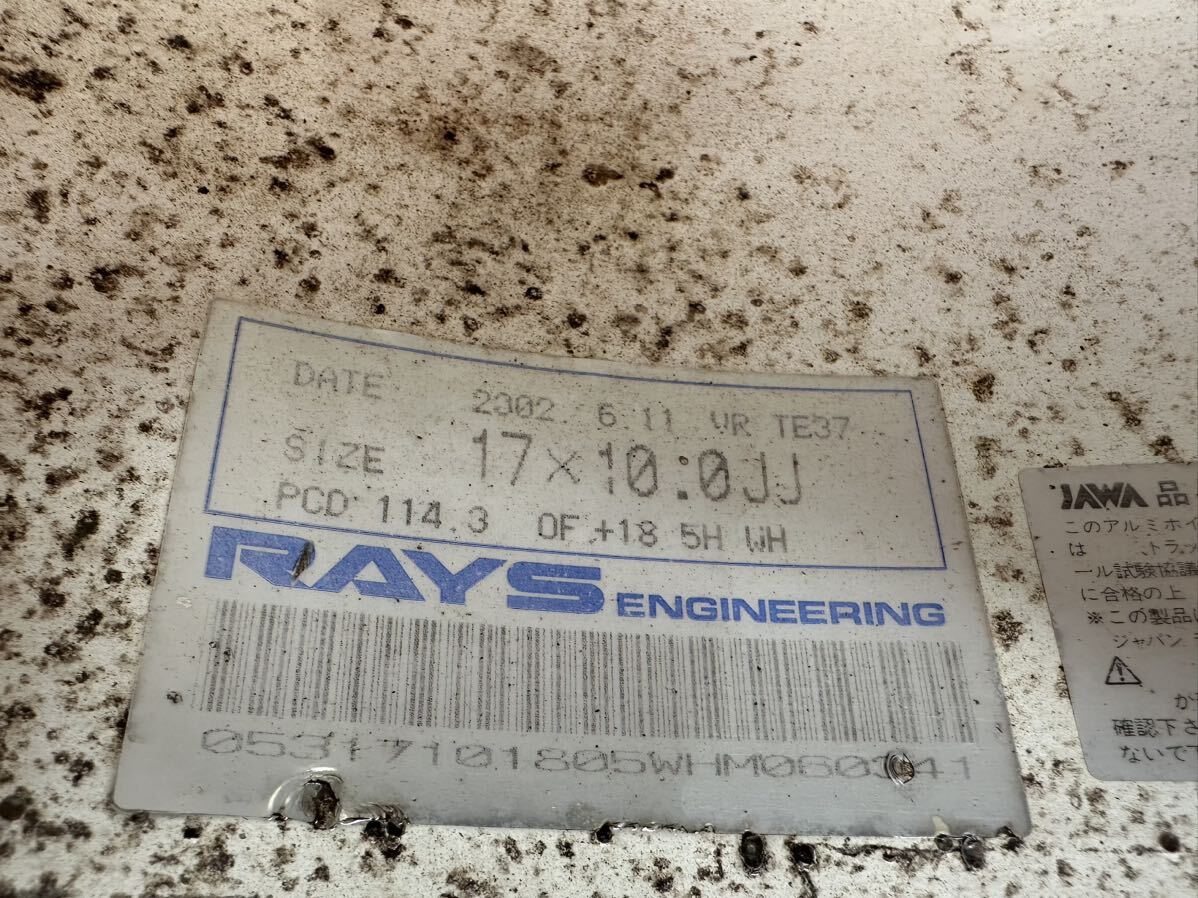 DATE 2302 6.11 VR TE37
SIZE 17×10:0JJ
PCD 114.3 OF +18 5H WH
RAYS ENGINEERING
05317101805WHM060341
JAWA 品
このアルミホイ
は トラッ
ール試験協議
に合格の上
※この製品
ジャパン
か
確認下さ
ないで下